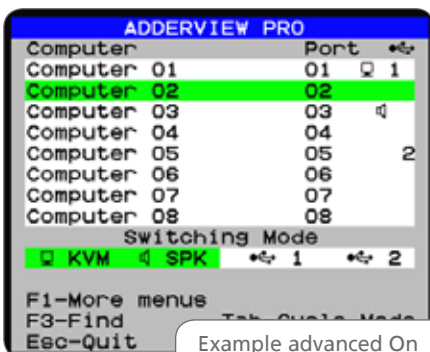 ADDERVIEW PRO
Computer Port
Computer 01 01 1
Computer 02 02
Computer 03 03
Computer 04 04
Computer 05 05 2
Computer 06 06
Computer 07 07
Computer 08 08
Switching Mode
KVM SPK 1 2
F1-More menus
F3-Find
Esc-Quit
Example advanced On